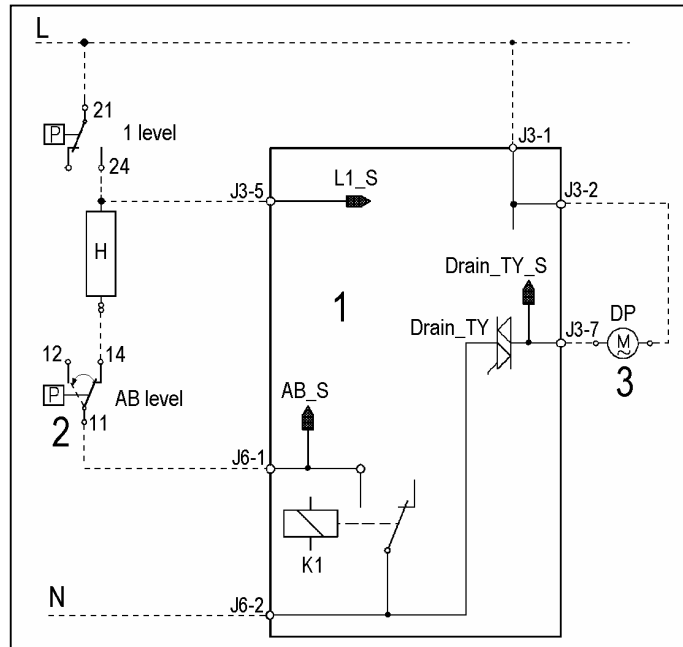 L
21
P
1 level
24
J3-1
J3-5
L1_S
J3-2
H
Drain_TY_S
1
Drain_TY
DP
J3-7
M
3
12
14
P
AB level
2
11
AB_S
J6-1
K1
N
J6-2